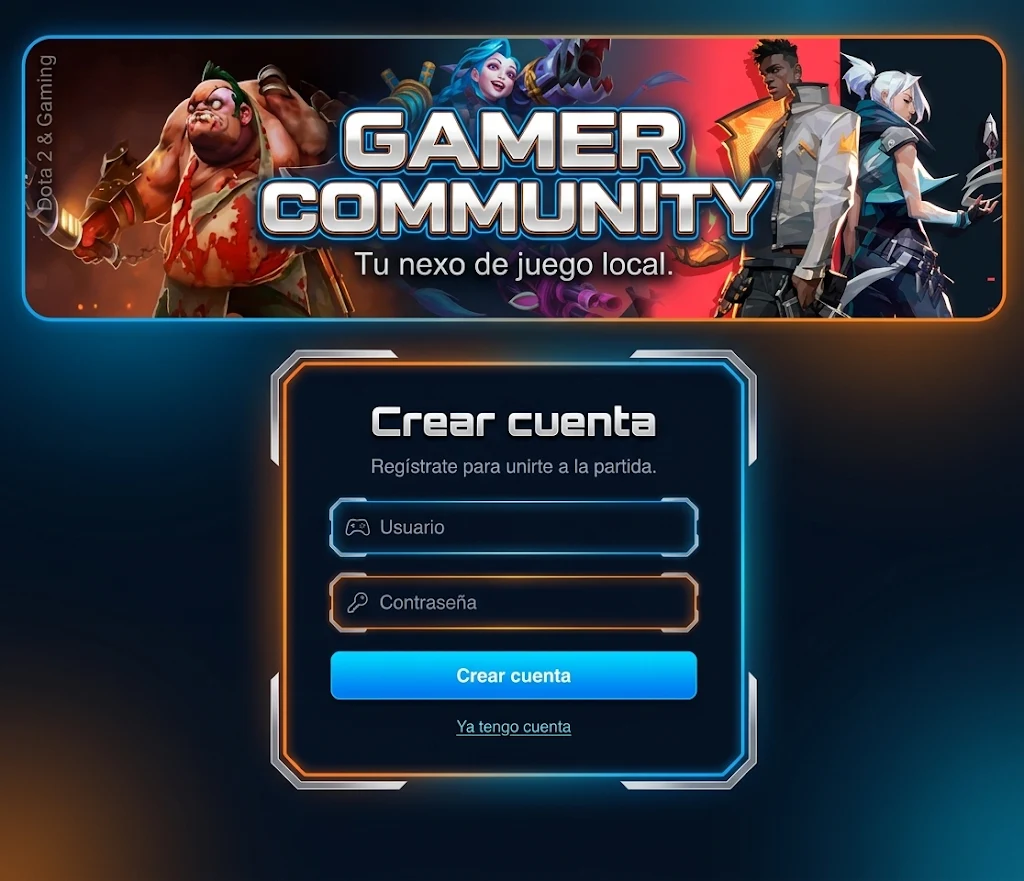 Dota 2 & Gaming
GAMER
COMMUNITY
Tu nexo de juego local.
Crear cuenta
Regístrate para unirte a la partida.
Usuario
Contraseña
Crear cuenta
Ya tengo cuenta